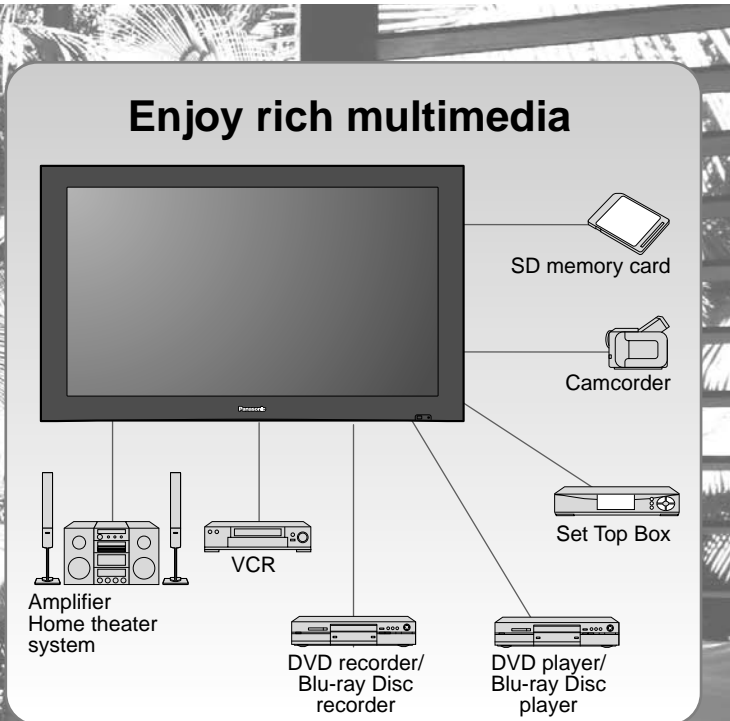 Enjoy rich multimedia
SD memory card
Camcorder
Panasonic
Set Top Box
VCR
Amplifier
Home theater
system
DVD recorder/
Blu-ray Disc
recorder
DVD player/
Blu-ray Disc
player